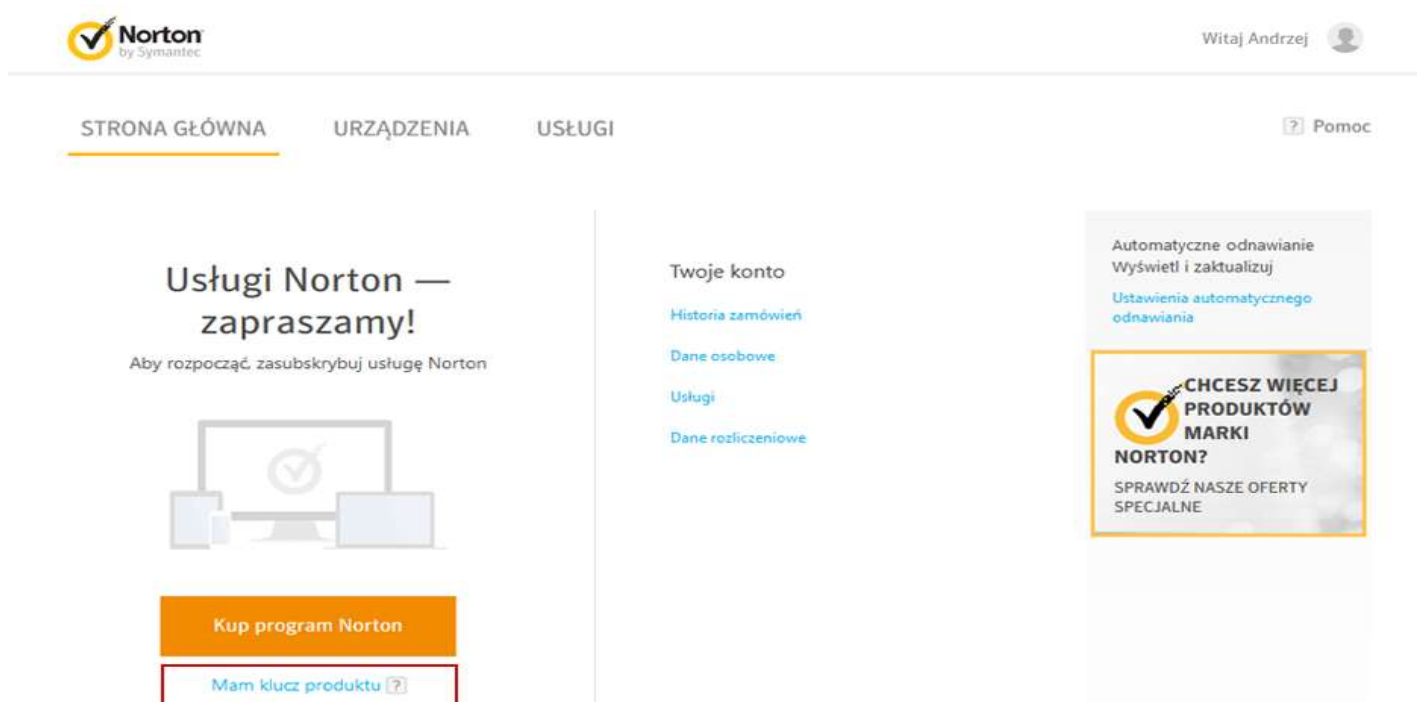 Norton
by Symantec
Witaj Andrzej
STRONA GŁÓWNA
URZĄDZENIA
USŁUGI
? Pomoc
Usługi Norton —
zapraszamy!
Aby rozpocząć, zasubskrybuj usługę Norton
Kup program Norton
Mam klucz produktu ?
Twoje konto
Historia zamówień
Dane osobowe
Usługi
Dane rozliczeniowe
Automatyczne odnawianie
Wyświetl i zaktualizuj
Ustawienia automatycznego
odnawiania
CHCESZ WIĘCEJ
PRODUKTÓW
MARKI
NORTON?
SPRAWDŹ NASZE OFERTY
SPECJALNE